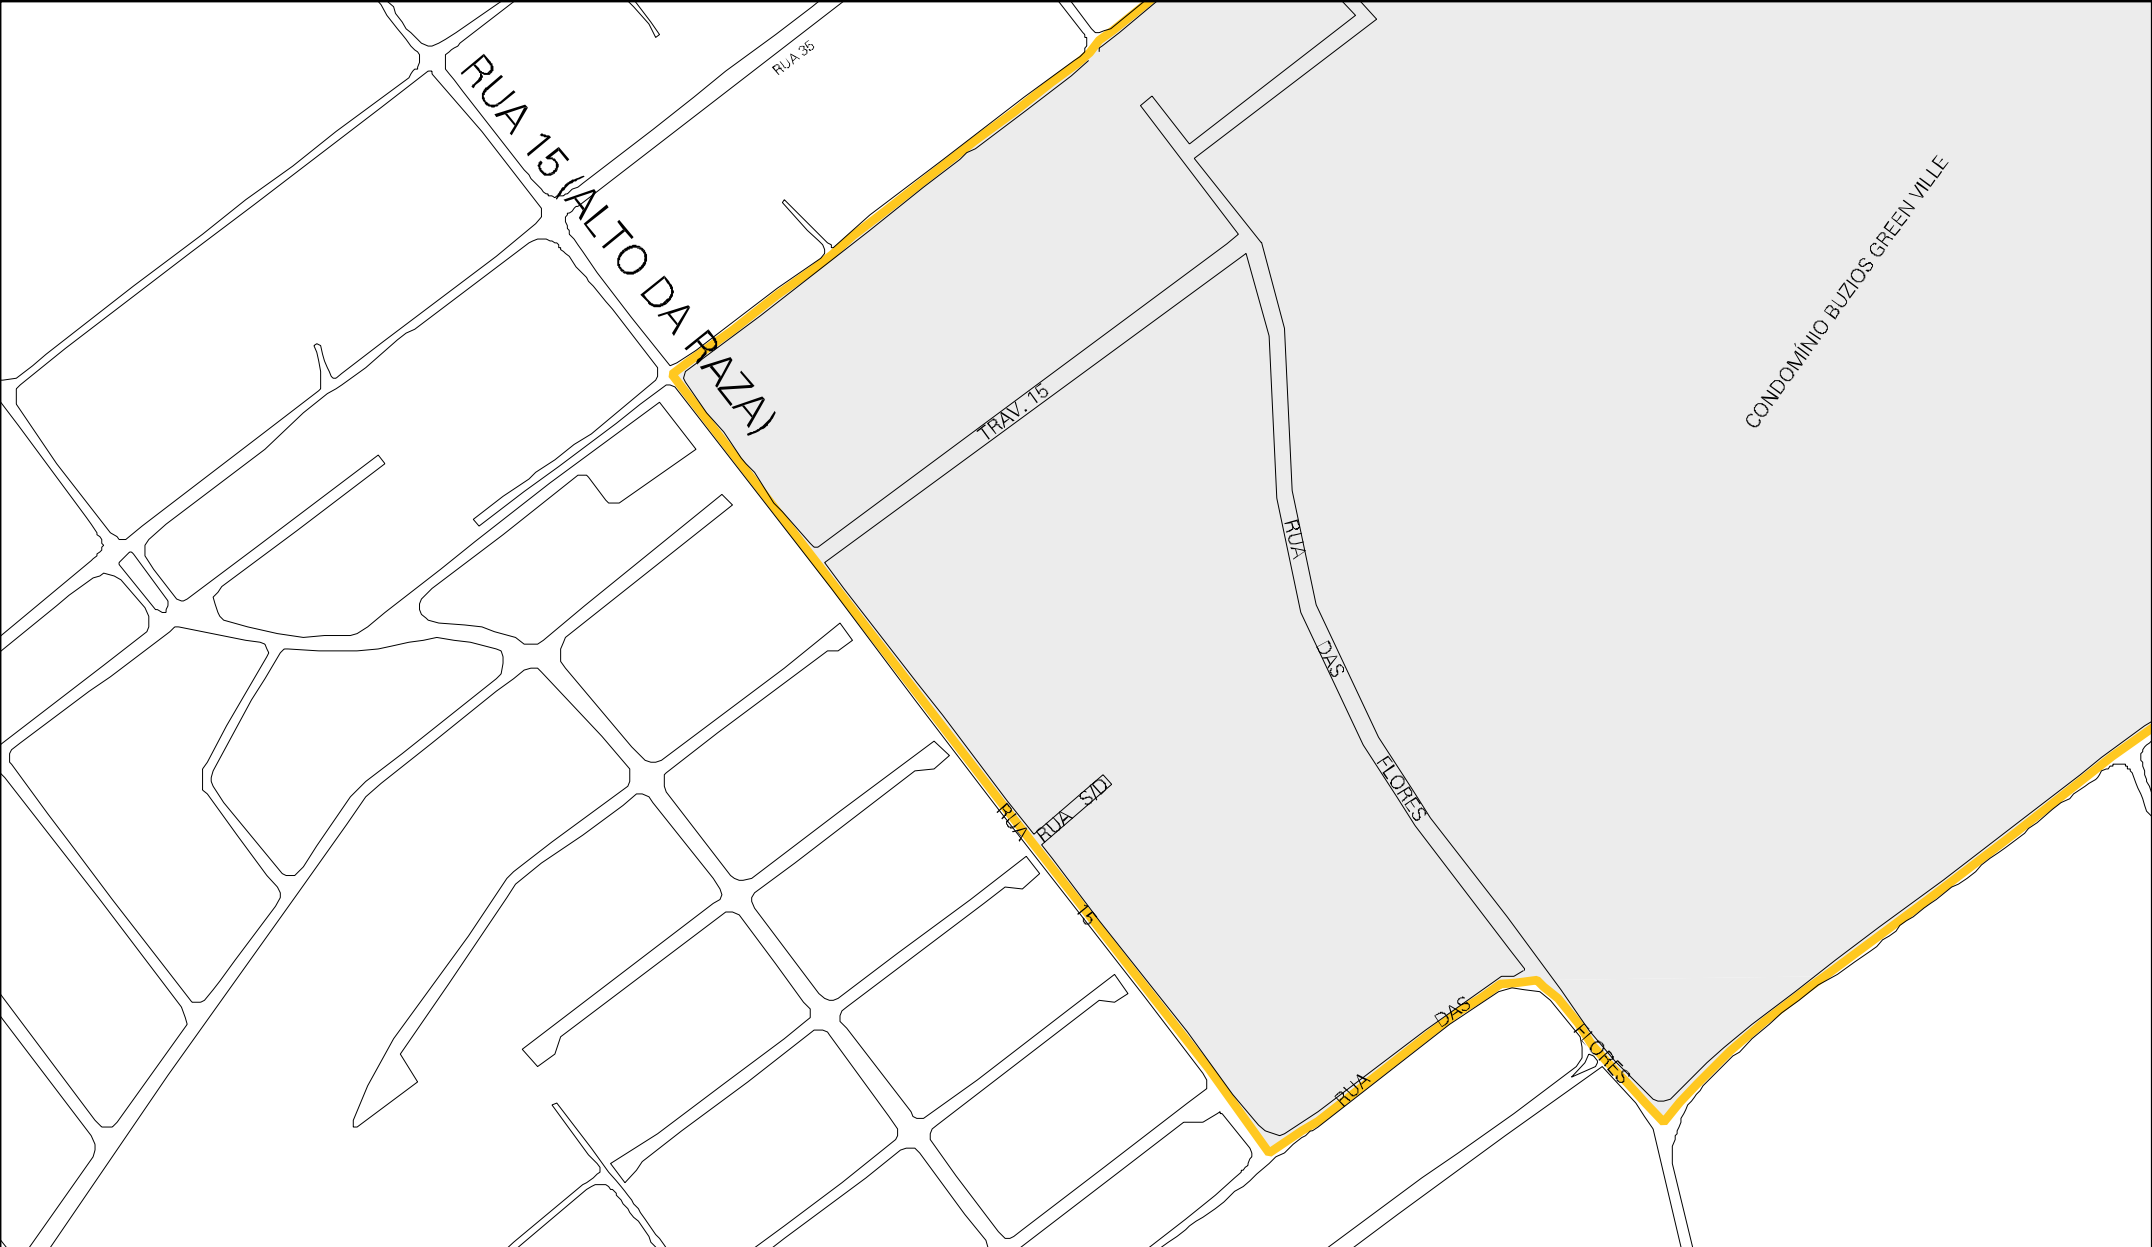 RUA 35
RUA 15 (ALTO DA RAZA)
CONDOMÍNIO BUZIOS GREEN VILLE
TRAV. 15
RUA DAS FLORES
RUA S/D
RUA 15
RUA DAS FLORES